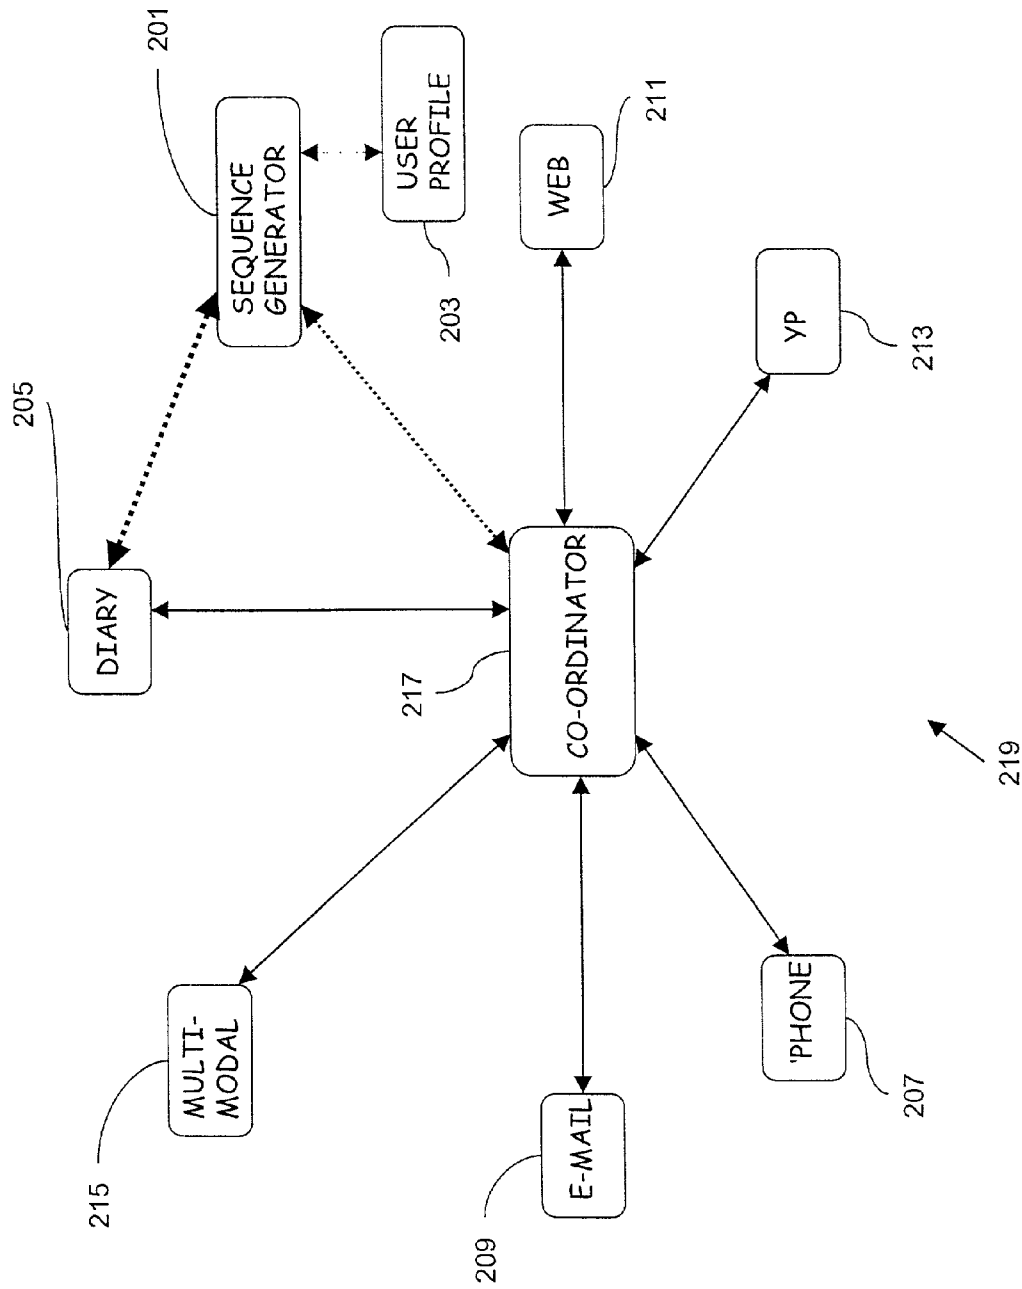 205
215
DIARY
201
MULTI-
MODAL
SEQUENCE
GENERATOR
217
USER
PROFILE
203
209
E-MAIL
CO-ORDINATOR
WEB
211
'PHONE
YP
207
213
219